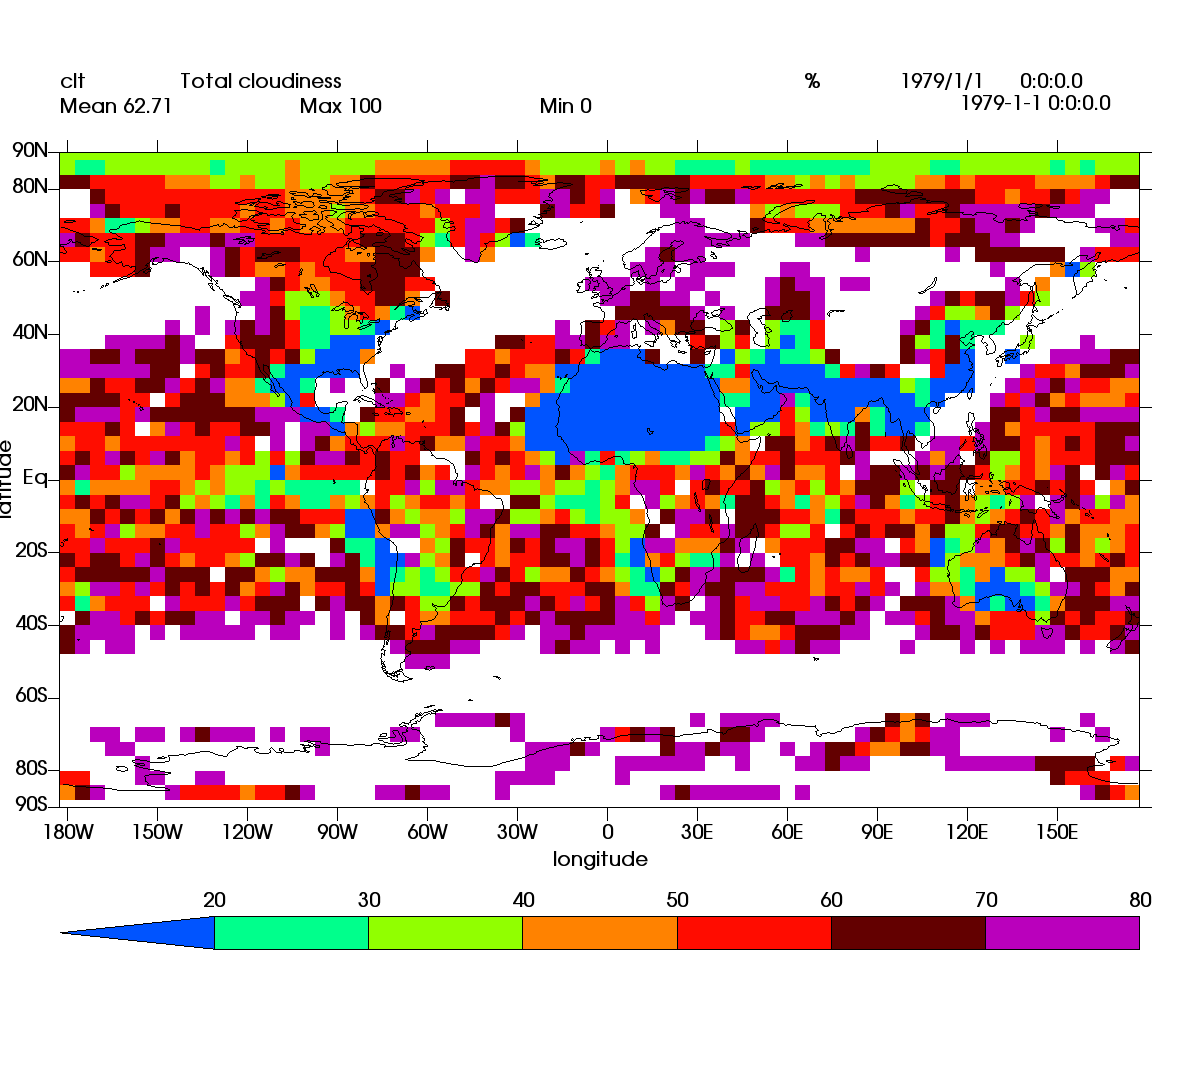 clt Total cloudiness % 1979/1/1 0:0:0.0
Mean 62.71 Max 100 Min 0 1979-1-1 0:0:0.0
90N
80N
60N
40N
20N
Eq
20S
40S
60S
80S
90S
latitude
180W 150W 120W 90W 60W 30W 0 30E 60E 90E 120E 150E
longitude
20 30 40 50 60 70 80